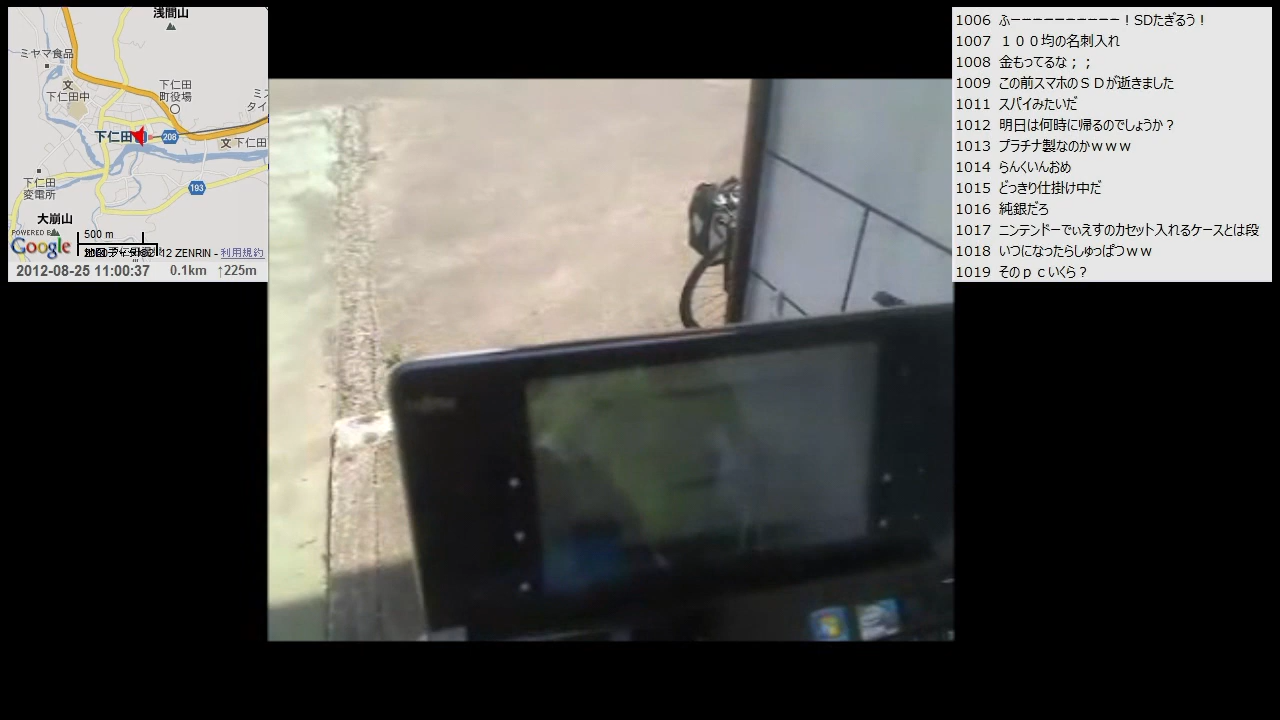 浅間山
ミヤマ食品
文
下仁田中
下仁田
町役場
ミス
タイ
下仁田
208
文 下仁田
193
下仁田
変電所
大崩山
POWERED BY
Google
500 m
12 ZENRIN - 利用規約
2012-08-25 11:00:37 0.1km ↑225m
1006 ふーーーーーーーーーー！SDたぎるう！
1007 １００均の名刺入れ
1008 金もってるな；；
1009 この前スマホのＳＤが逝きました
1011 スパイみたいだ
1012 明日は何時に帰るのでしょうか？
1013 プラチナ製なのかｗｗｗ
1014 らんくいんおめ
1015 どっきり仕掛け中だ
1016 純銀だろ
1017 ニンテンドーでぃえすのカセット入れるケースとは段
1018 いつになったらしゅっぱつｗｗ
1019 そのｐｃいくら？